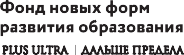 Фонд новых форм
развития образования
PLUS ULTRA | ДАЛЬШЕ ПРЕДЕЛА